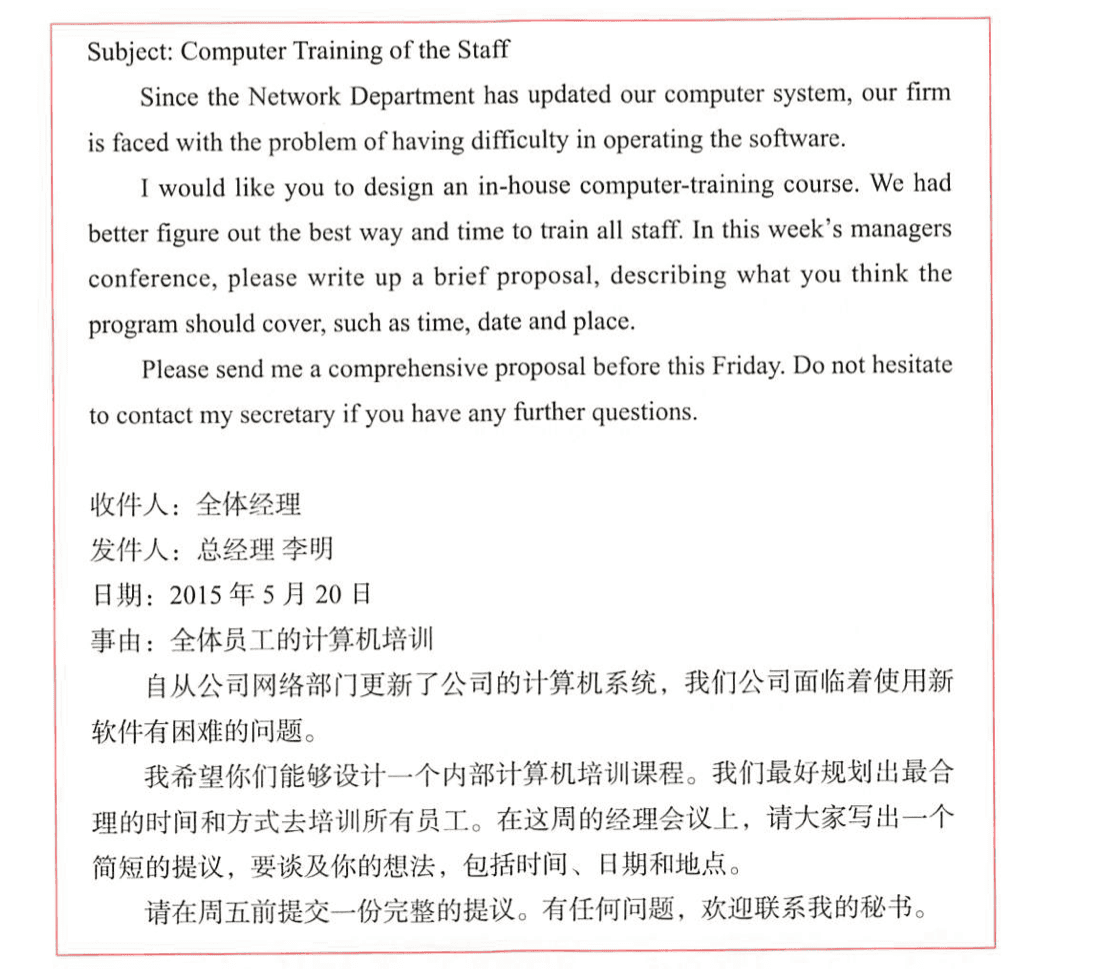 Subject: Computer Training of the Staff
Since the Network Department has updated our computer system, our firm
is faced with the problem of having difficulty in operating the software.
I would like you to design an in-house computer-training course. We had
better figure out the best way and time to train all staff. In this week's managers
conference, please write up a brief proposal, describing what you think the
program should cover, such as time, date and place.
Please send me a comprehensive proposal before this Friday. Do not hesitate
to contact my secretary if you have any further questions.
收件人：全体经理
发件人：总经理 李明
日期：2015 年 5 月 20 日
事由：全体员工的计算机培训
自从公司网络部门更新了公司的计算机系统，我们公司面临着使用新
软件有困难的问题。
我希望你们能够设计一个内部计算机培训课程。我们最好规划出最合
理的时间和方式去培训所有员工。在这周的经理会议上，请大家写出一个
简短的提议，要谈及你的想法，包括时间、日期和地点。
请在周五前提交一份完整的提议。有任何问题，欢迎联系我的秘书。